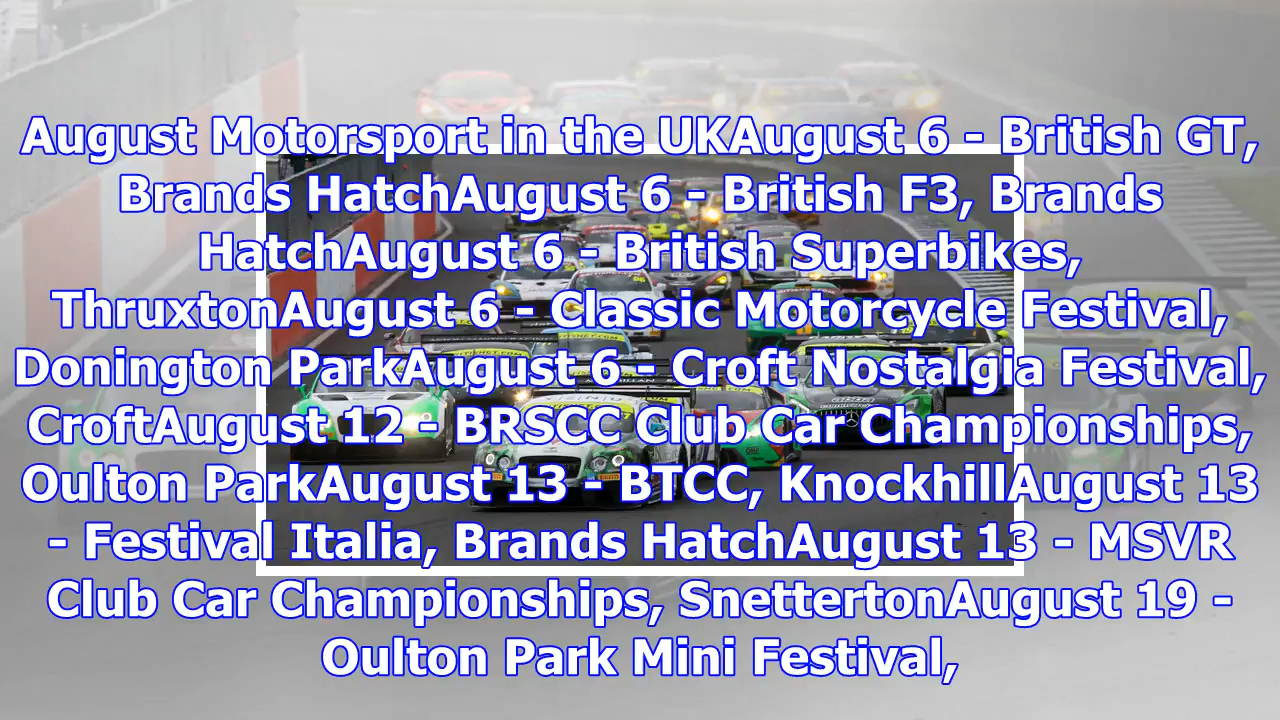 August Motorsport in the UKAugust 6 - British GT,
Brands HatchAugust 6 - British F3, Brands
HatchAugust 6 - British Superbikes,
ThruxtonAugust 6 - Classic Motorcycle Festival,
Donington ParkAugust 6 - Croft Nostalgia Festival,
CroftAugust 12 - BRSCC Club Car Championships,
Oulton ParkAugust 13 - BTCC, KnockhillAugust 13
- Festival Italia, Brands HatchAugust 13 - MSVR
Club Car Championships, SnettertonAugust 19 -
Oulton Park Mini Festival,